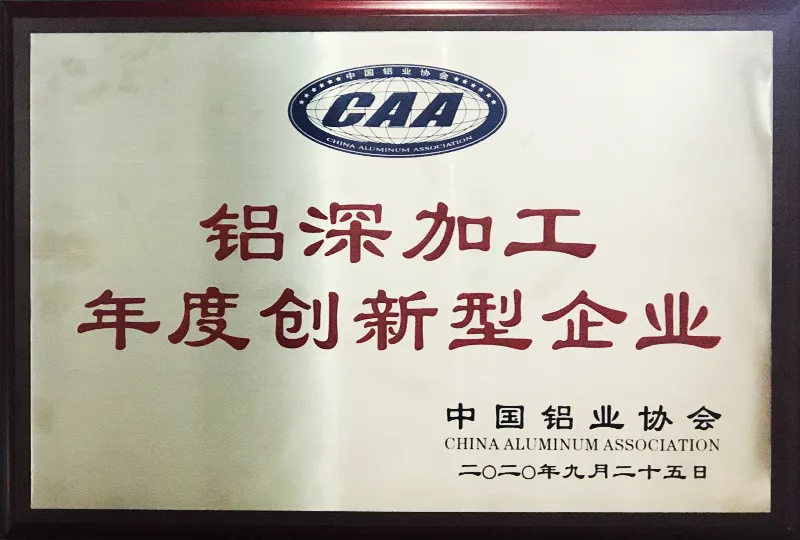 中国铝业协会
CAA
CHINA ALUMINUM ASSOCIATION
铝深加工
年度创新型企业
中国铝业协会
CHINA ALUMINUM ASSOCIATION
二〇二〇年九月二十五日